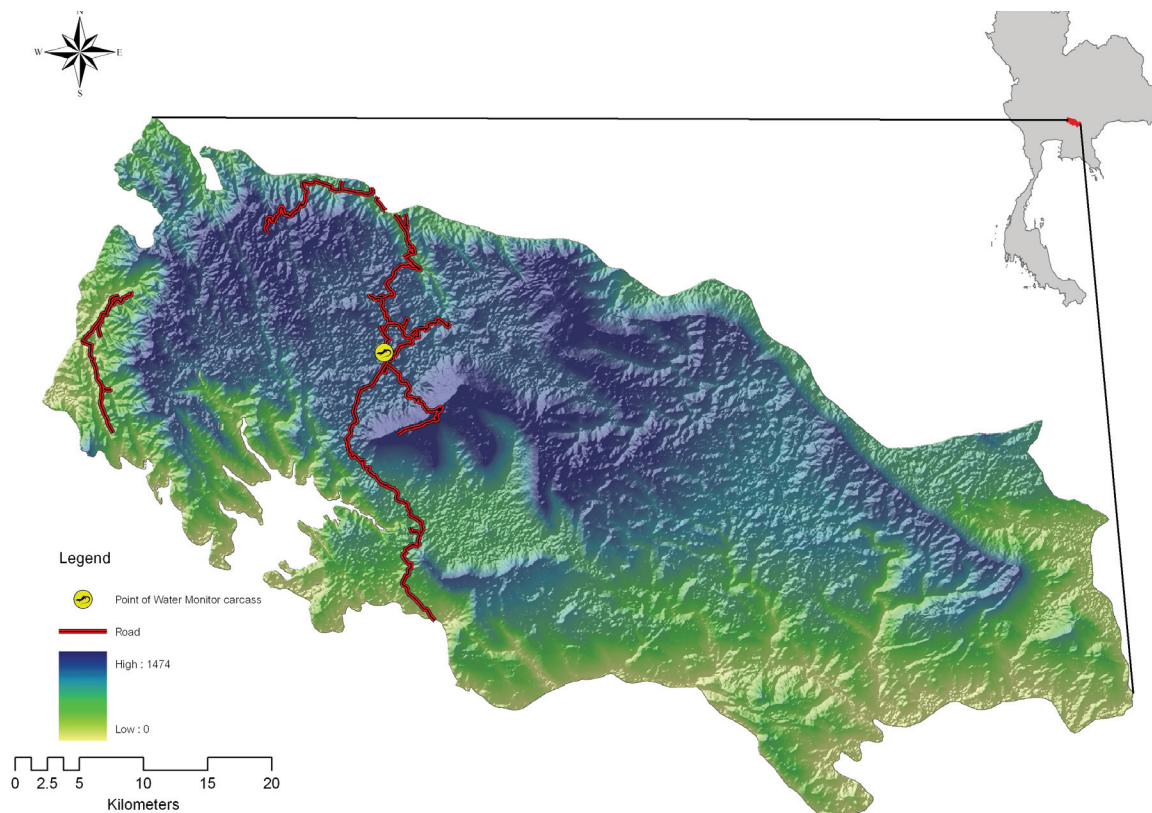 N
W E
S
Legend
Point of Water Monitor carcass
Road
High : 1474
Low : 0
0 2.5 5 10 15 20
Kilometers